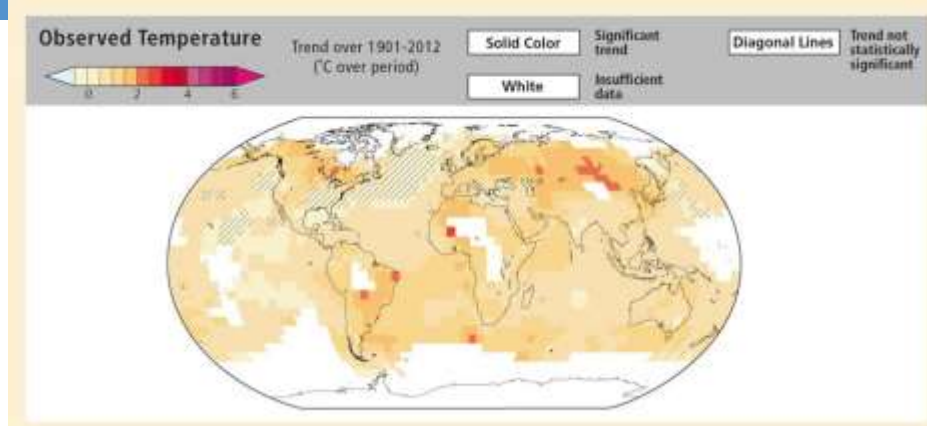 Observed Temperature
0 2 4 6
Trend over 1901-2012
(°C over period)
Solid Color
Significant
trend
White
Insufficient
data
Diagonal Lines
Trend not
statistically
significant